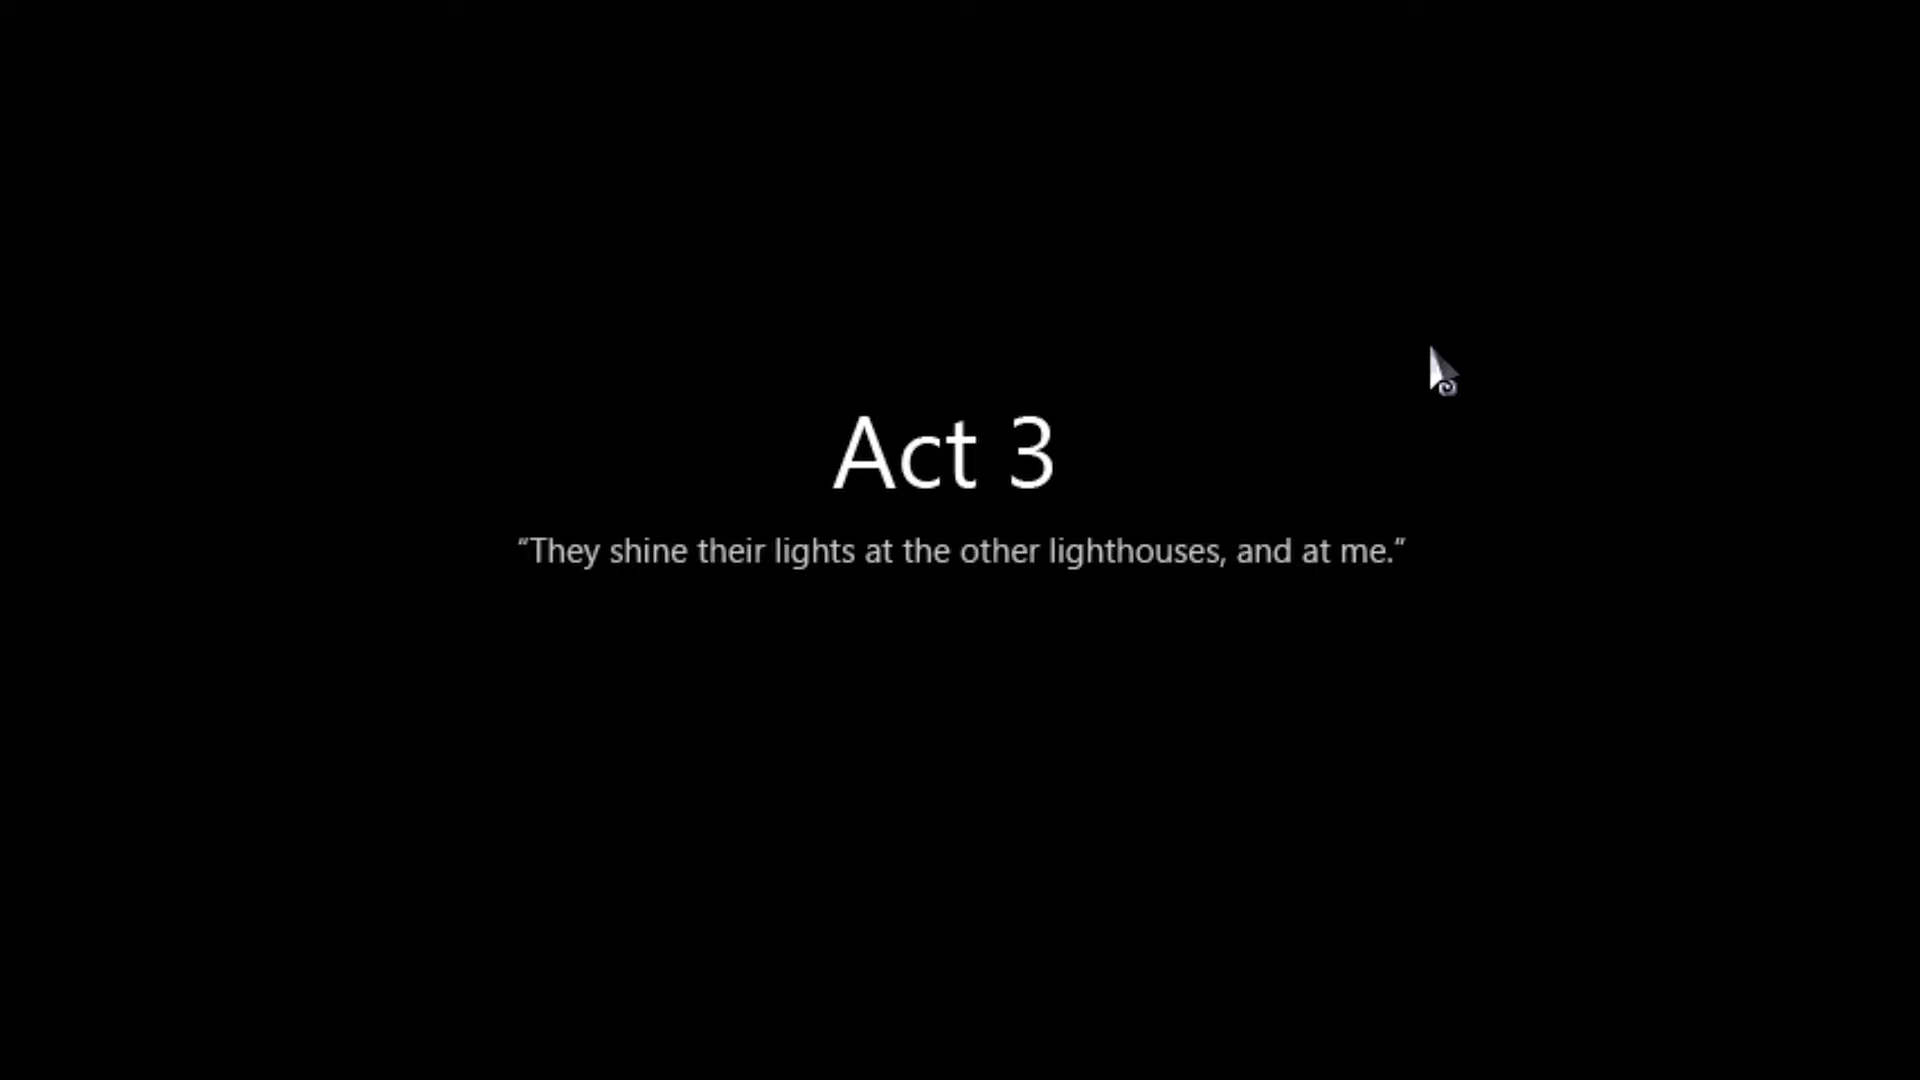 Act 3
“They shine their lights at the other lighthouses, and at me.”